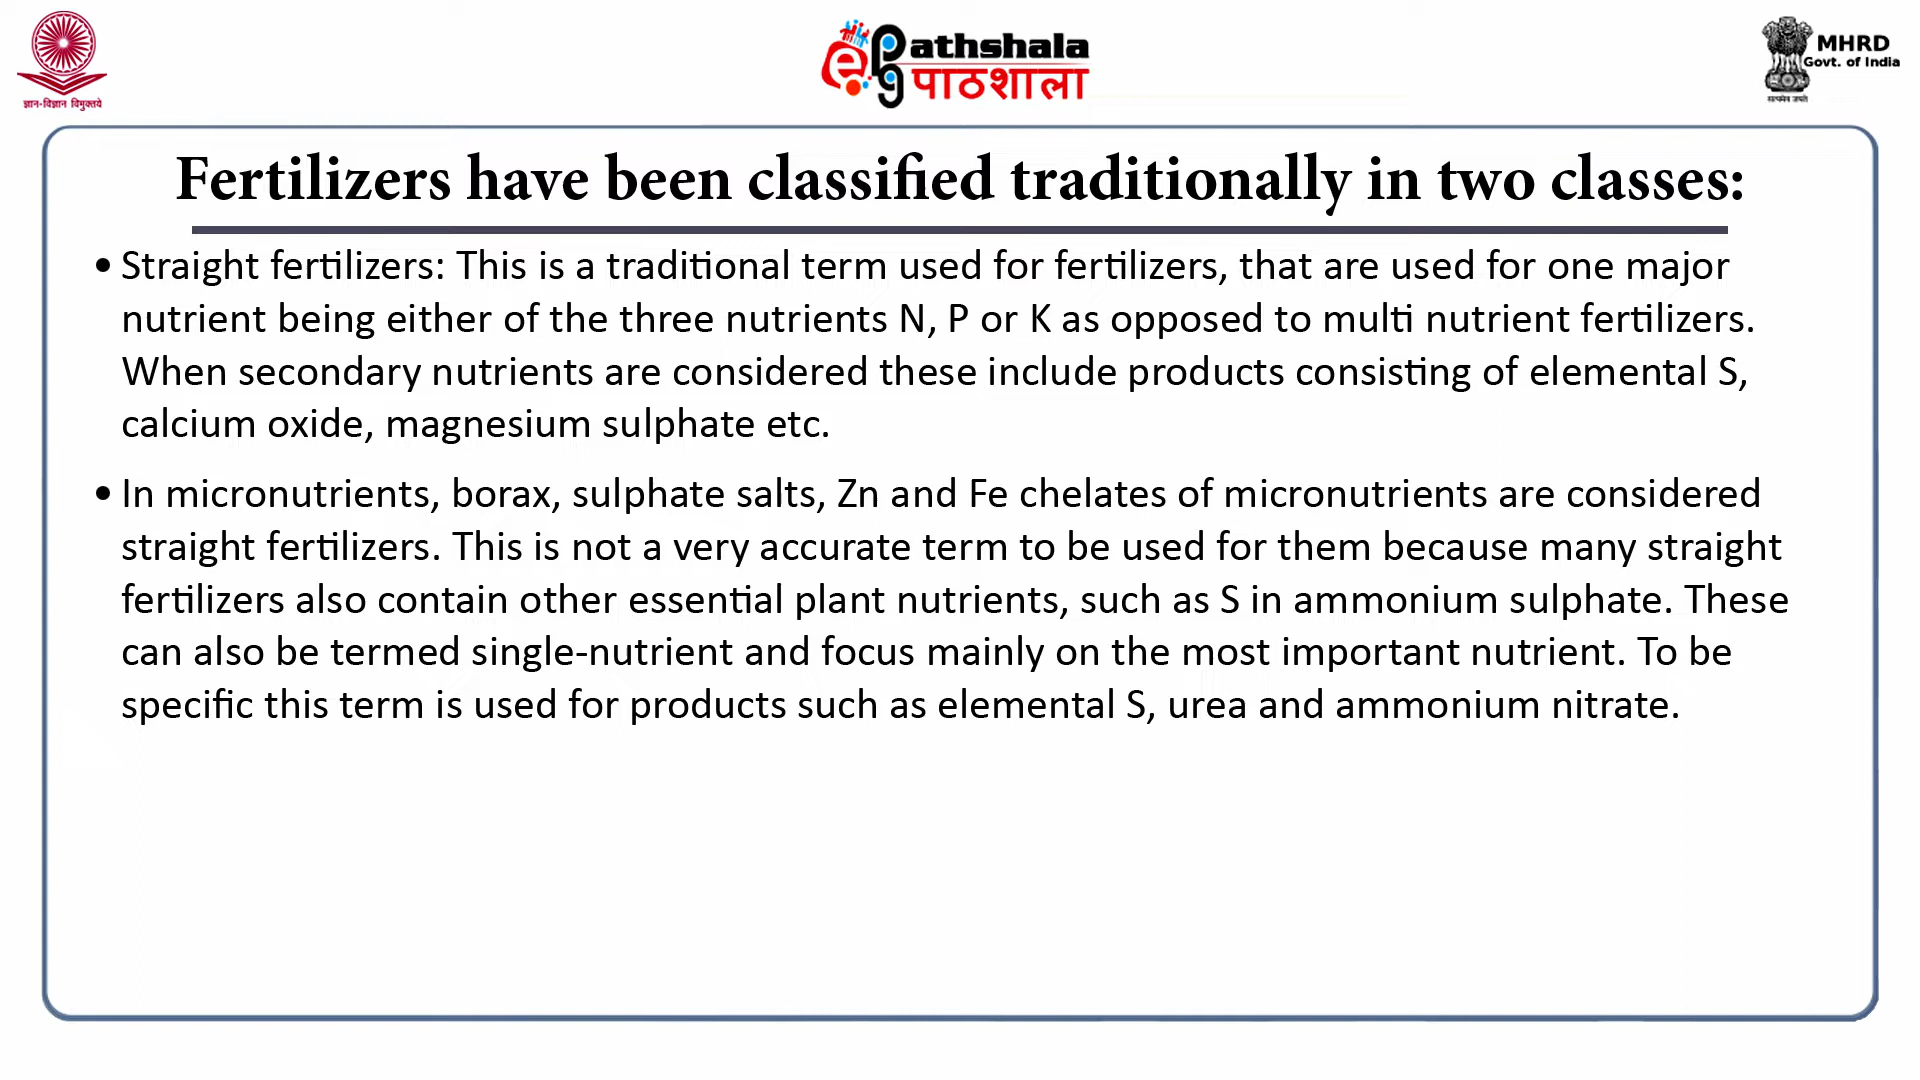 ज्ञान-विज्ञान विमुक्तये
e pg Pathshala
पाठशाला
MHRD
Govt. of India
सत्यमेव जयते
Fertilizers have been classified traditionally in two classes:
• Straight fertilizers: This is a traditional term used for fertilizers, that are used for one major
nutrient being either of the three nutrients N, P or K as opposed to multi nutrient fertilizers.
When secondary nutrients are considered these include products consisting of elemental S,
calcium oxide, magnesium sulphate etc.
• In micronutrients, borax, sulphate salts, Zn and Fe chelates of micronutrients are considered
straight fertilizers. This is not a very accurate term to be used for them because many straight
fertilizers also contain other essential plant nutrients, such as S in ammonium sulphate. These
can also be termed single-nutrient and focus mainly on the most important nutrient. To be
specific this term is used for products such as elemental S, urea and ammonium nitrate.